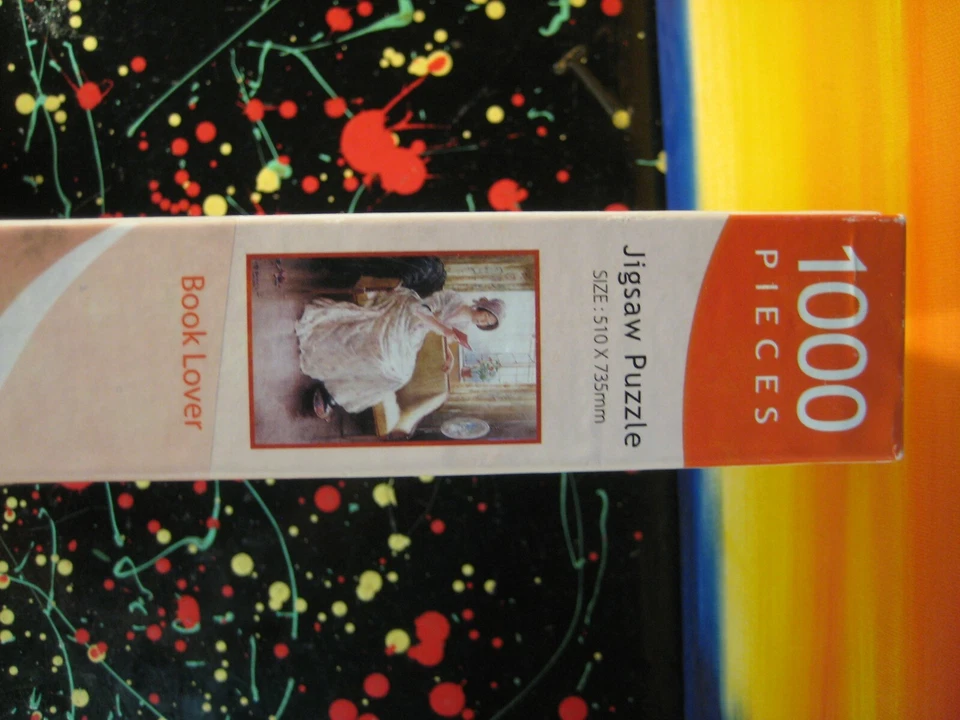 1000
PIECES
Jigsaw Puzzle
SIZE : 510 X 735mm
Book Lover